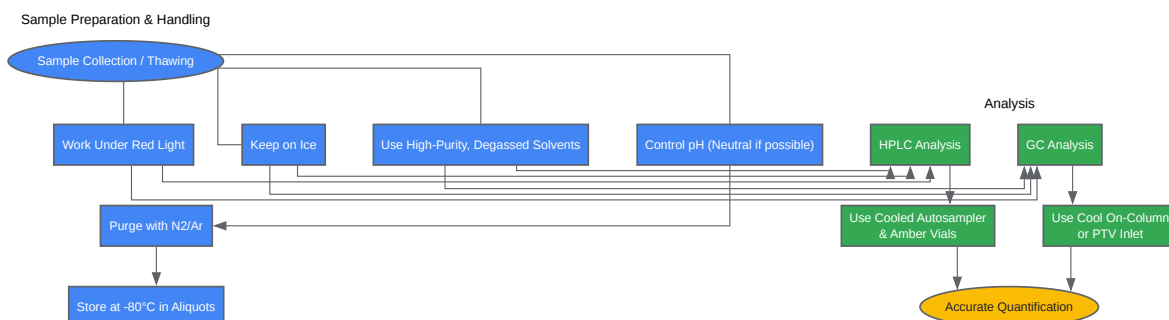 Sample Preparation & Handling
Sample Collection / Thawing
Analysis
Work Under Red Light
Keep on Ice
Use High-Purity, Degassed Solvents
Control pH (Neutral if possible)
HPLC Analysis
GC Analysis
Purge with N2/Ar
Use Cooled Autosampler
& Amber Vials
Use Cool On-Column
or PTV Inlet
Store at -80°C in Aliquots
Accurate Quantification